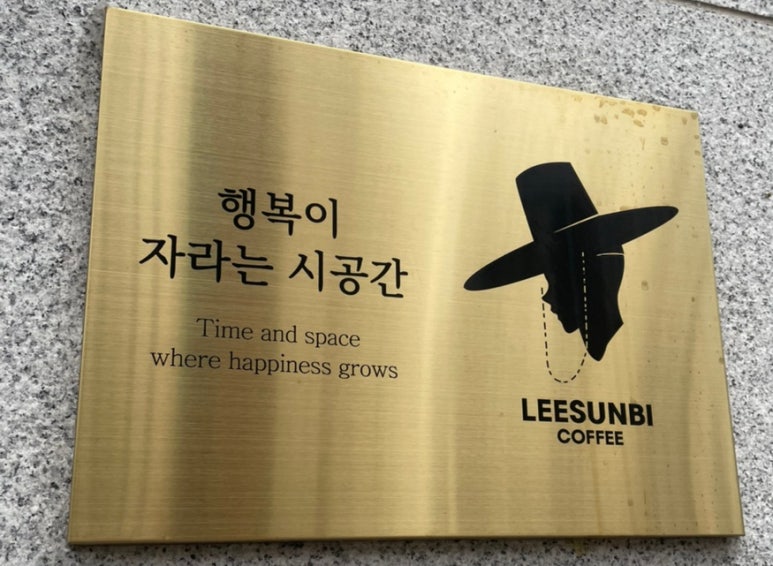 행복이
자라는 시공간
Time and space
where happiness grows
LEESUNBI
COFFEE